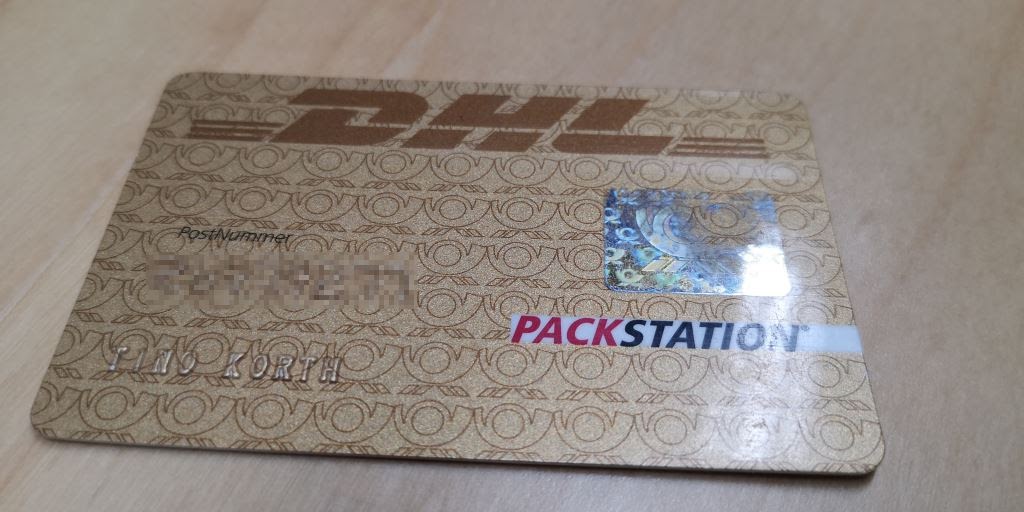 DHL
PostNummer
PACKSTATION
TINO KORTH